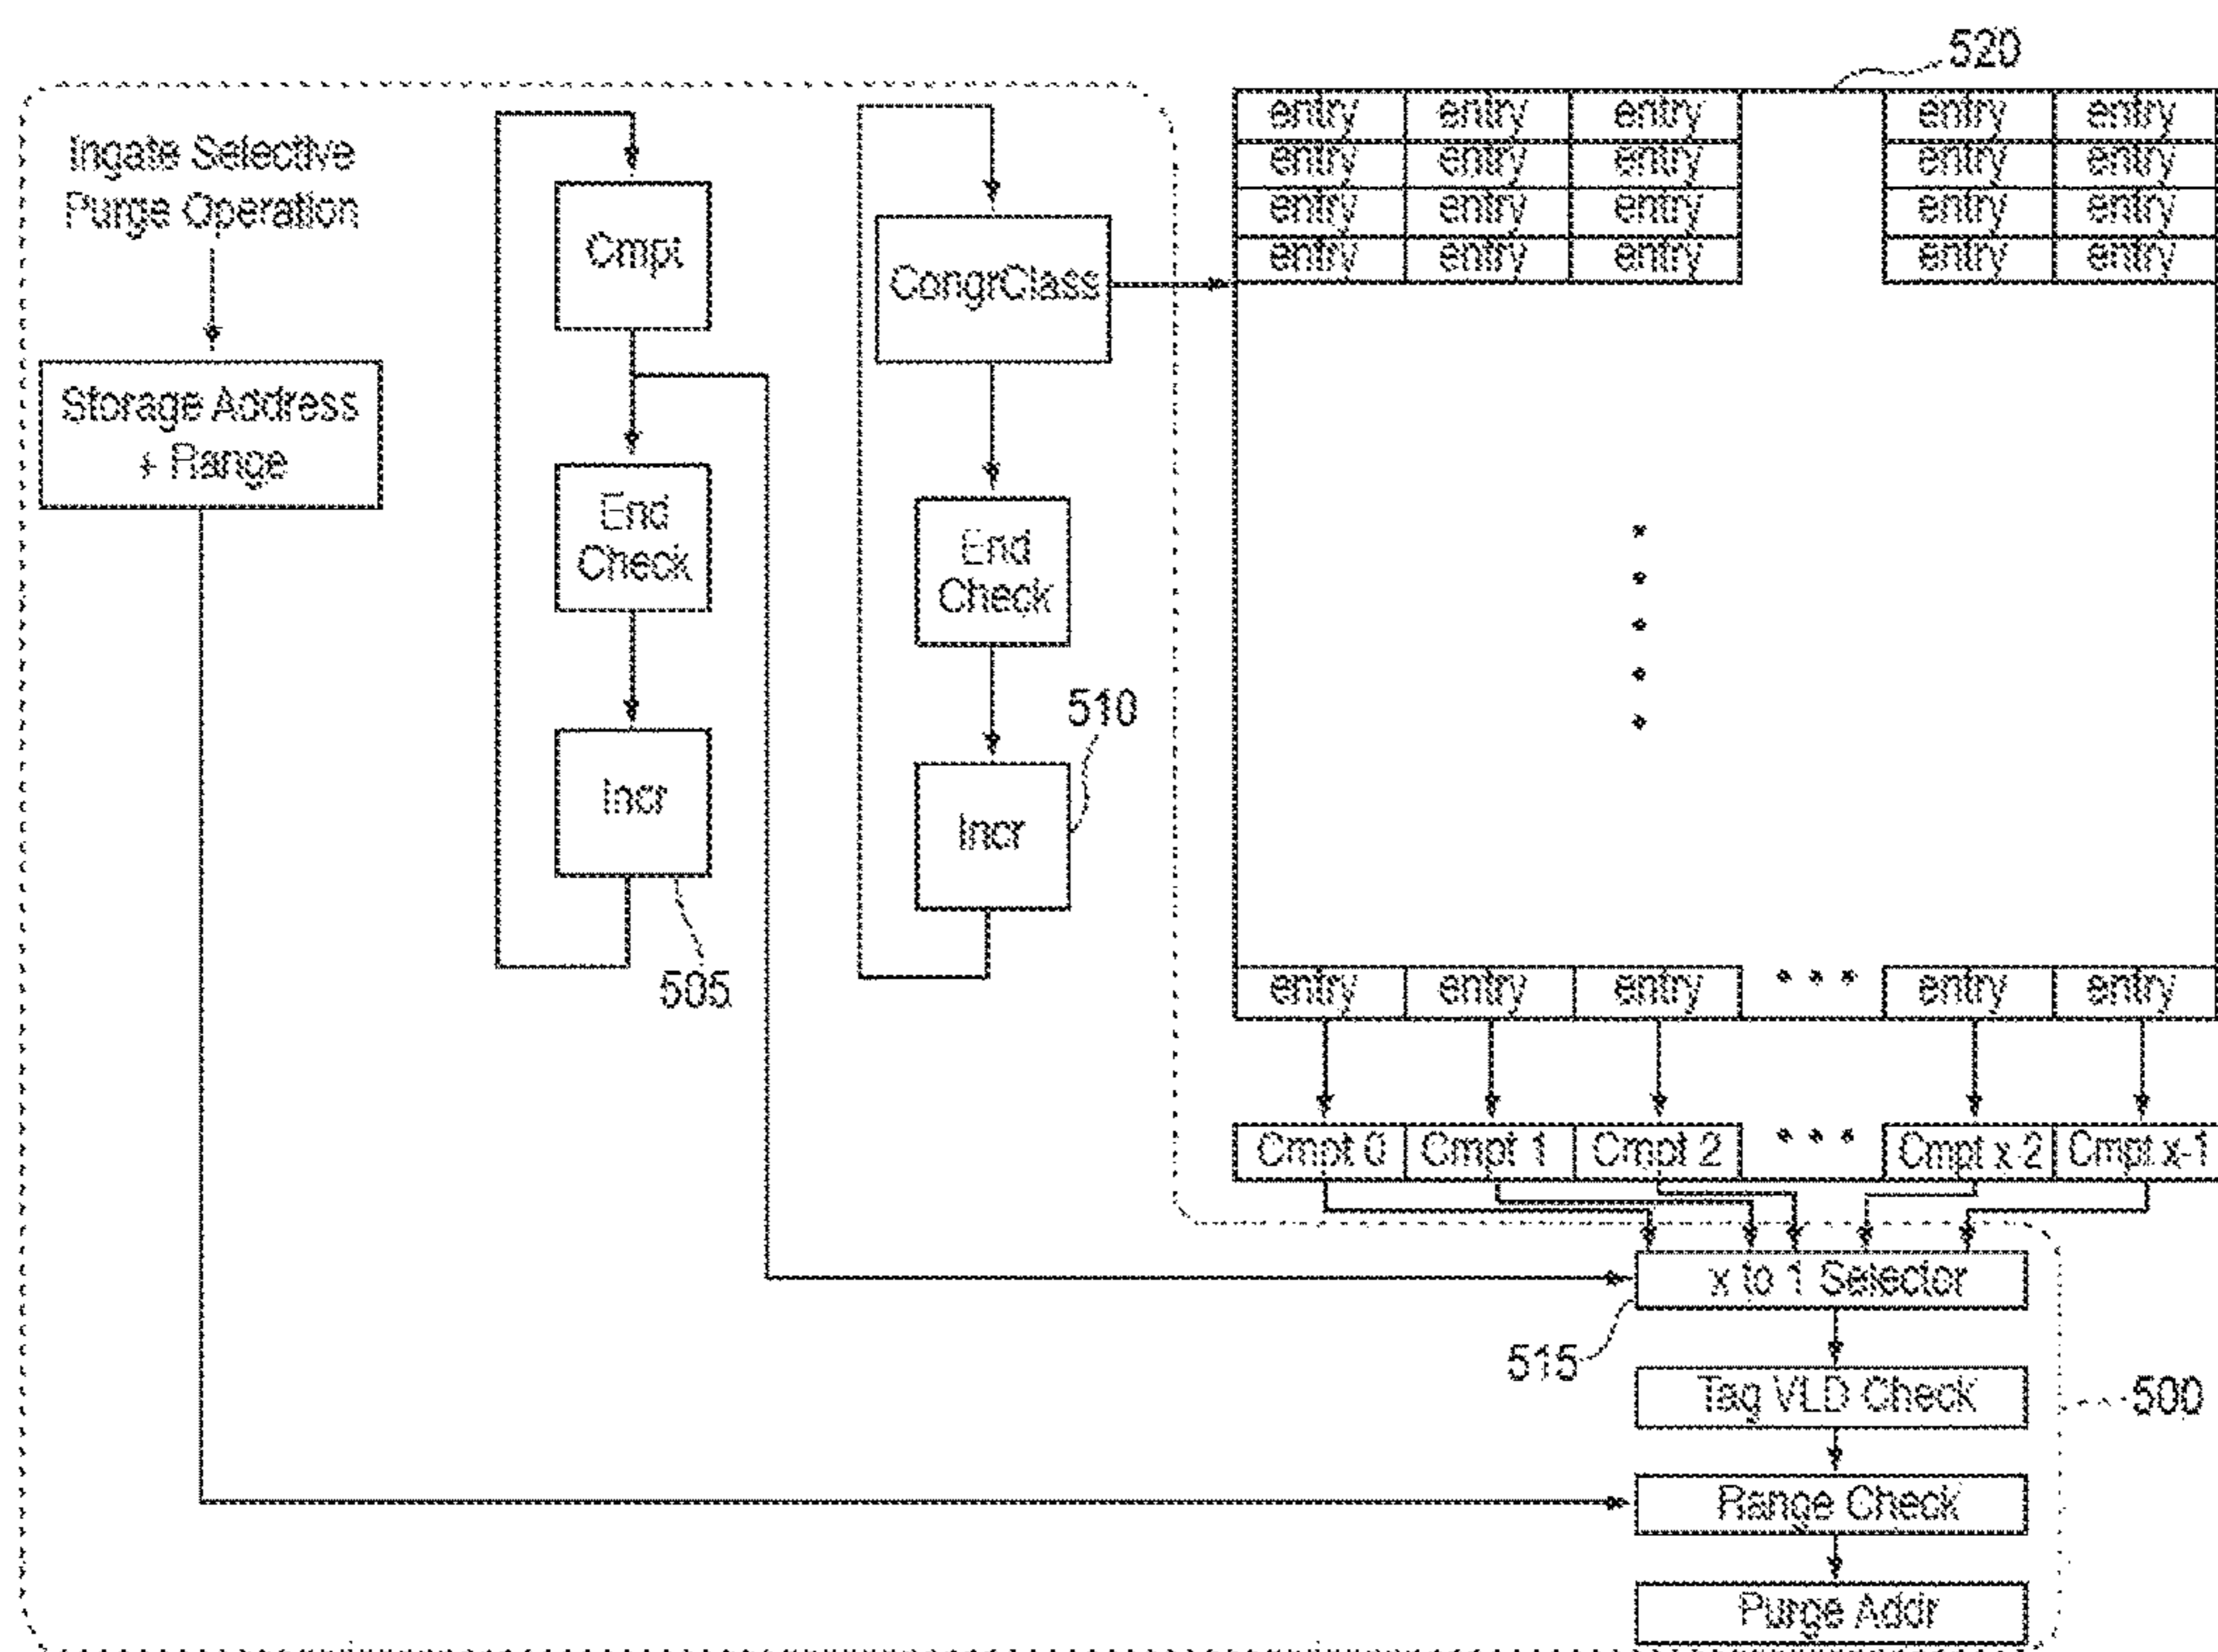 520
entry entry entry entry entry
entry entry entry entry entry
entry entry entry entry entry
entry entry entry entry entry
Ingate Selective
Purge Operation
Storage Address
+ Range
Cmpt
End
Check
Incr
505
CongrClass
End
Check
Incr
510
entry entry entry • • • entry entry
Cmpt 0 Cmpt 1 Cmpt 2 • • • Cmpt x-2 Cmpt x-1
x to 1 Selector
515
Tag VLD Check
500
Range Check
Purge Addr